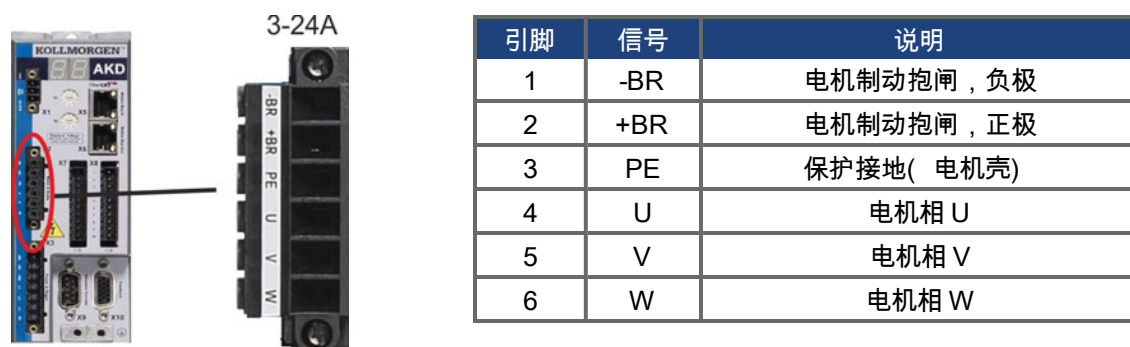 3-24A
KOLLMORGEN
AKD
X1
X5
X6
X7
X8
X3
X9
X10
-BR
+BR
PE
U
V
W
引脚 信号 说明
1 -BR 电机制动抱闸，负极
2 +BR 电机制动抱闸，正极
3 PE 保护接地( 电机壳)
4 U 电机相 U
5 V 电机相 V
6 W 电机相 W